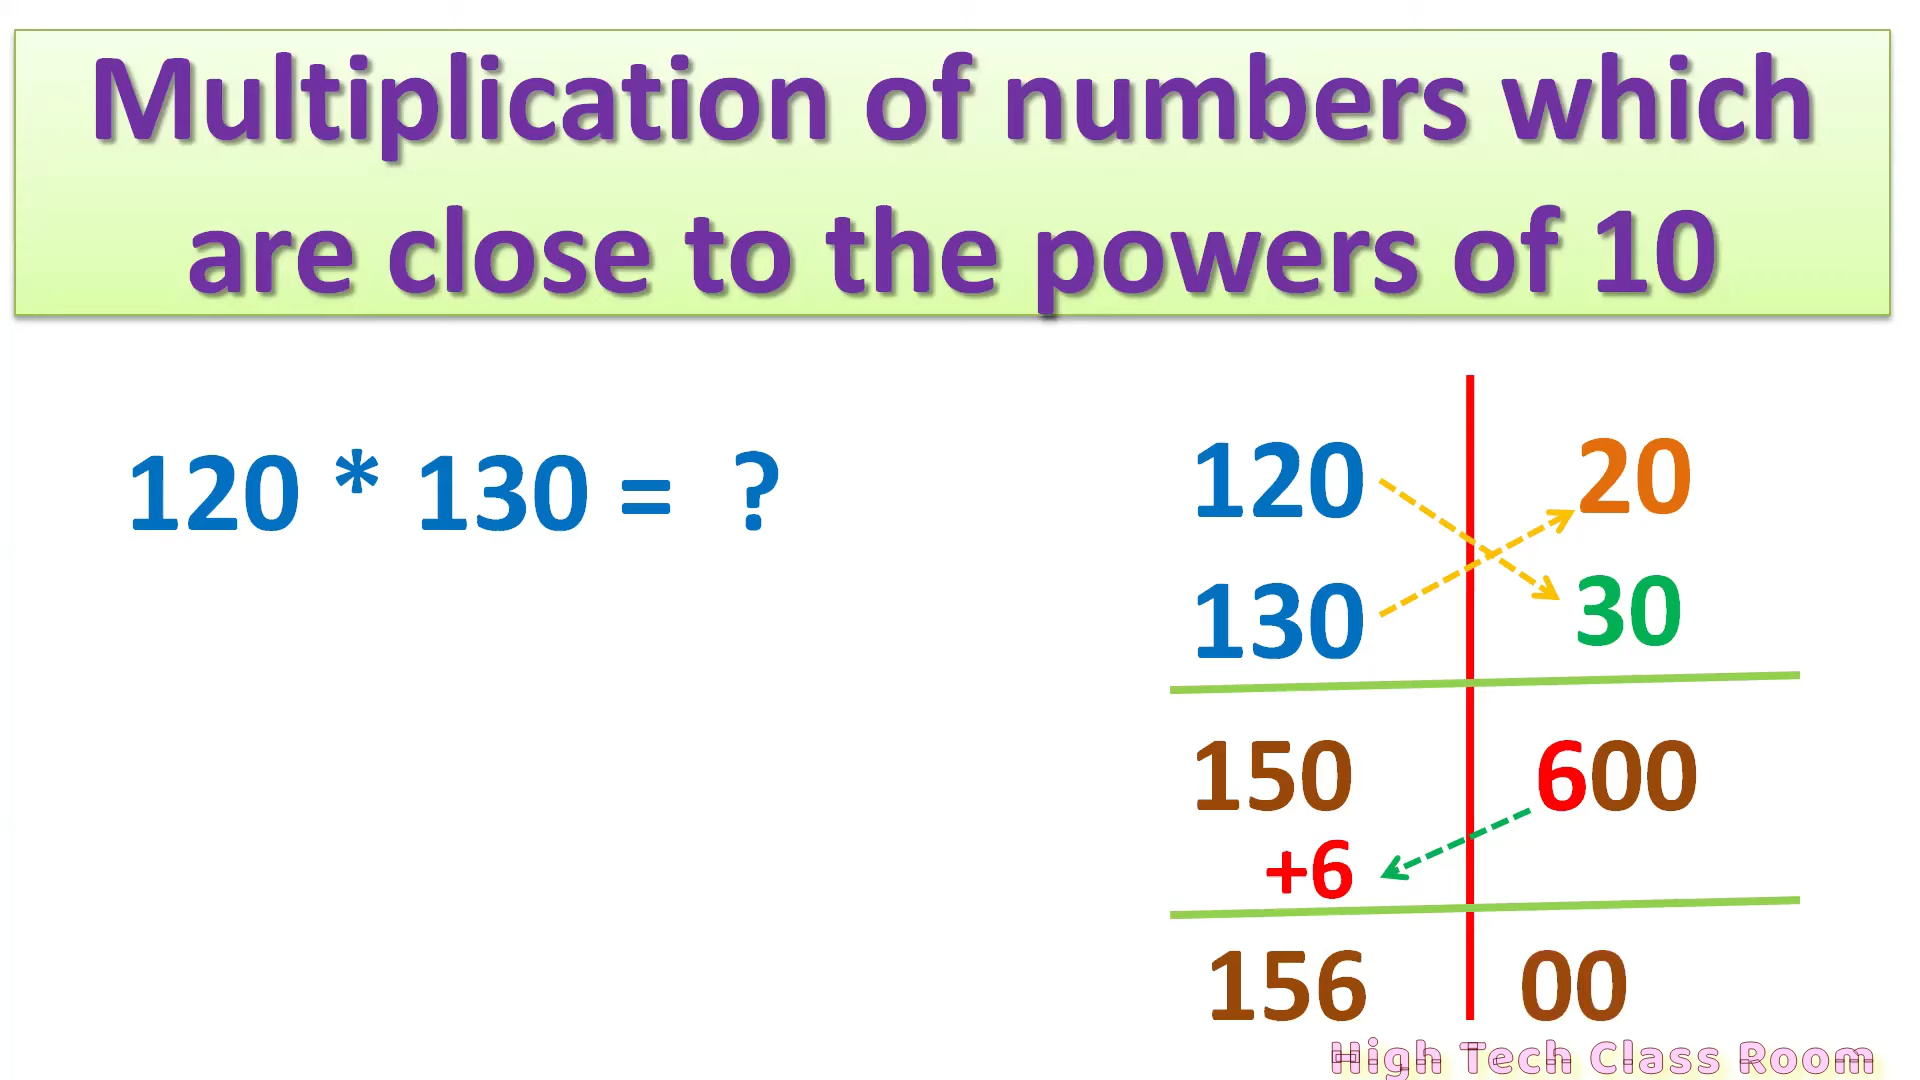 Multiplication of numbers which
are close to the powers of 10
120 * 130 = ?
120 20
130 30
150 600
+6
156 00
High Tech Class Room